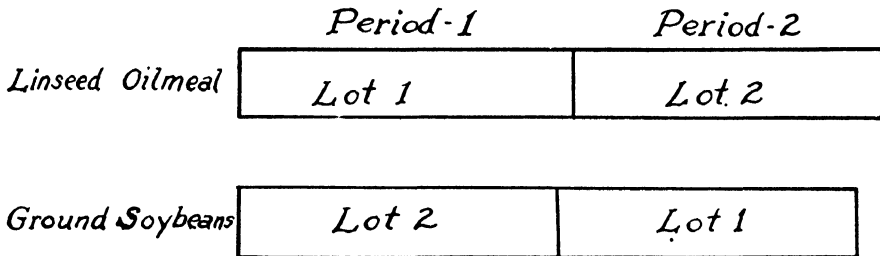 Period-1 Period-2
Linseed Oilmeal Lot 1 Lot 2
Ground Soybeans Lot 2 Lot 1